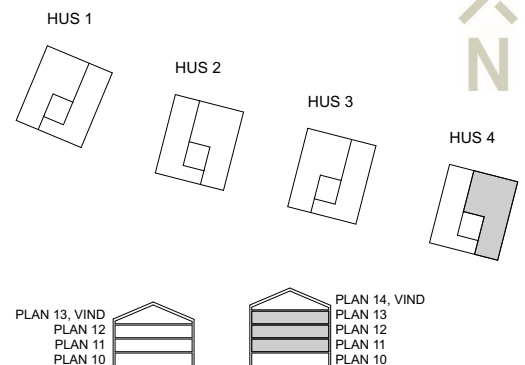 HUS 1
HUS 2
HUS 3
HUS 4
N
PLAN 13, VIND
PLAN 12
PLAN 11
PLAN 10
PLAN 14, VIND
PLAN 13
PLAN 12
PLAN 11
PLAN 10